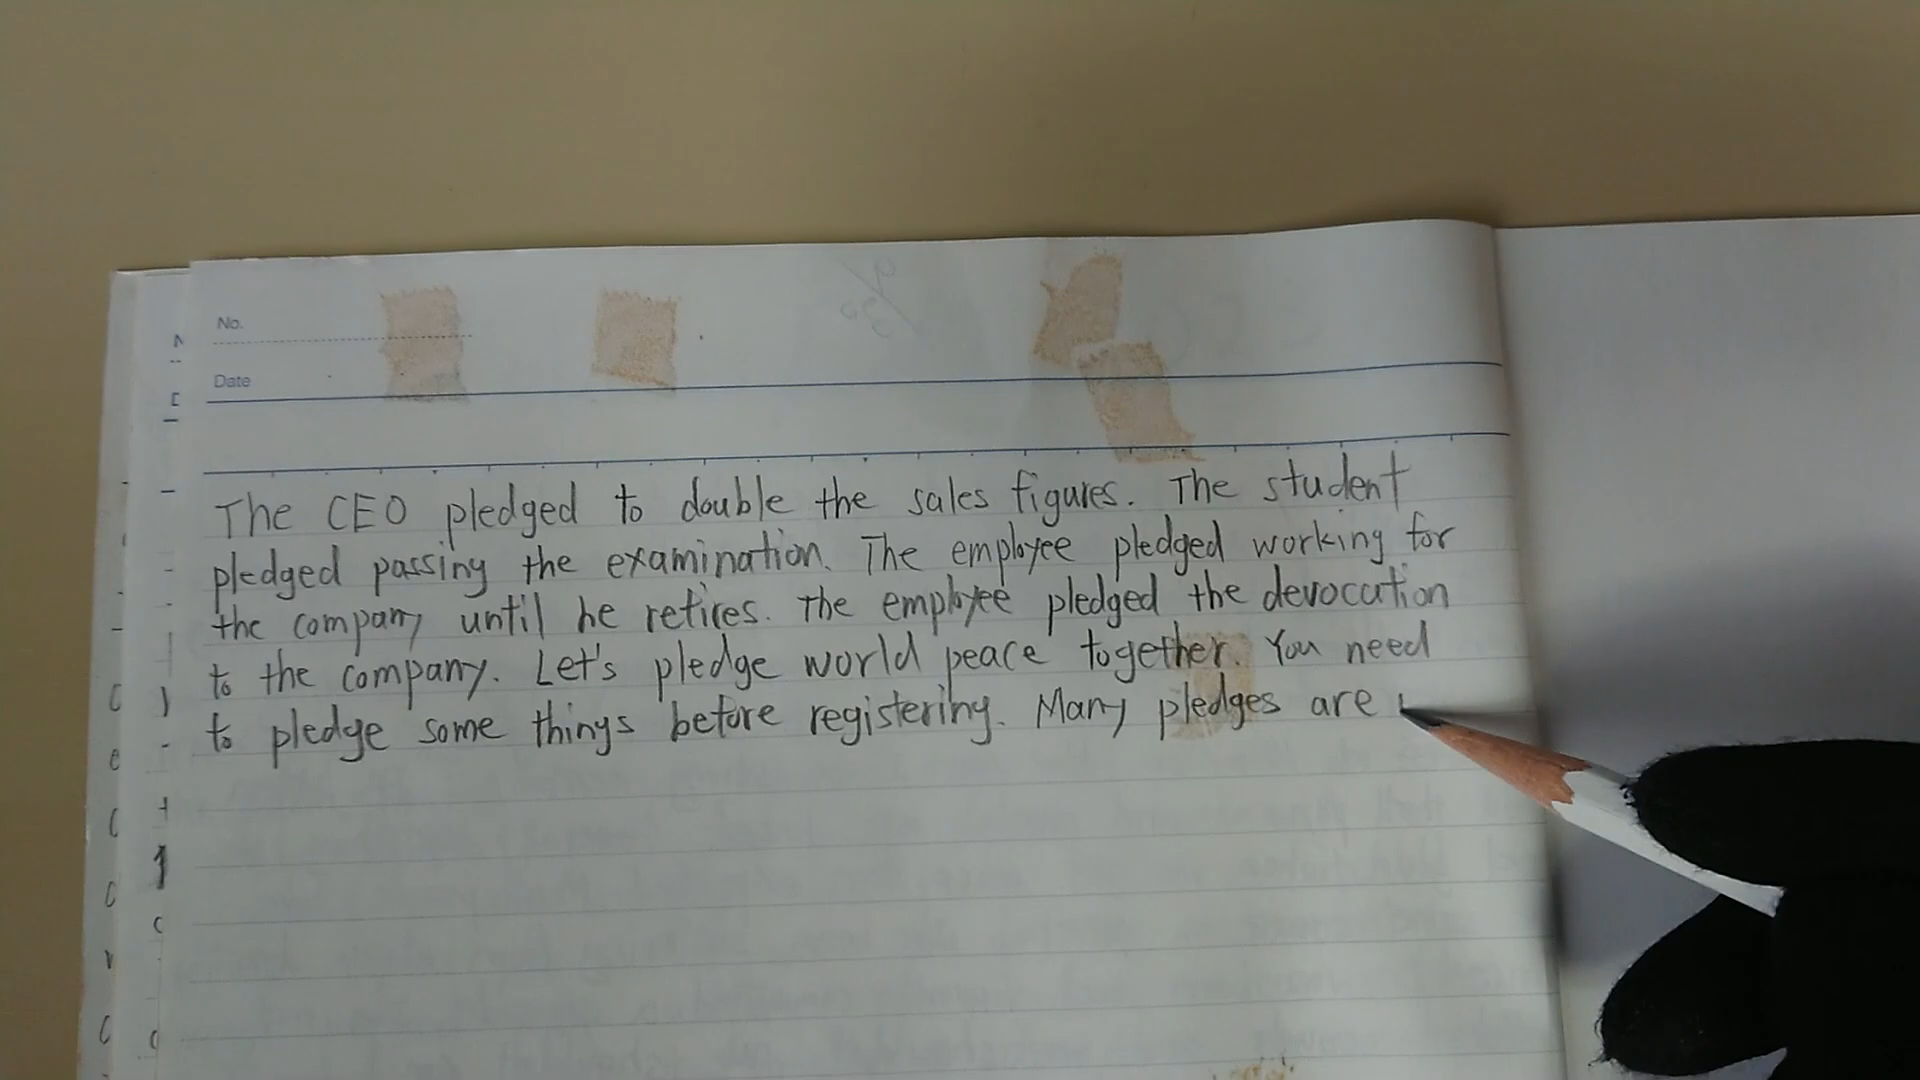 No.
Date
The CEO pledged to double the sales figures. The student
pledged passing the examination. The employee pledged working for
the company until he retires. The employee pledged the devocation
to the company. Let's pledge world peace together. You need
to pledge some things before registering. Many pledges are